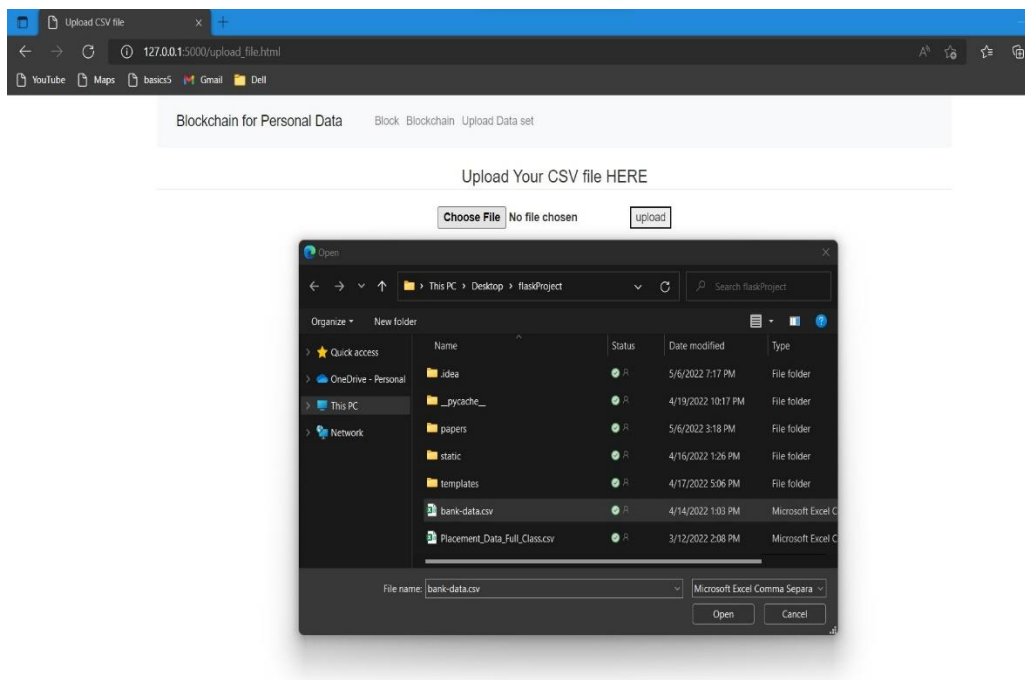 Upload CSV file
127.0.0.1:5000/upload_file.html
YouTube Maps basics5 Gmail Dell
Blockchain for Personal Data Block Blockchain Upload Data set
Upload Your CSV file HERE
Choose File No file chosen upload
Open
This PC > Desktop > flaskProject Search flaskProject
Organize New folder
Name Status Date modified Type
Quick access
.idea 5/6/2022 7:17 PM File folder
OneDrive - Personal
__pycache__ 4/19/2022 10:17 PM File folder
This PC
papers 5/6/2022 3:18 PM File folder
Network
static 4/16/2022 1:26 PM File folder
templates 4/17/2022 5:06 PM File folder
bank-data.csv 4/14/2022 1:03 PM Microsoft Excel C
Placement_Data_Full_Class.csv 3/12/2022 2:08 PM Microsoft Excel C
File name: bank-data.csv Microsoft Excel Comma Separa
Open Cancel